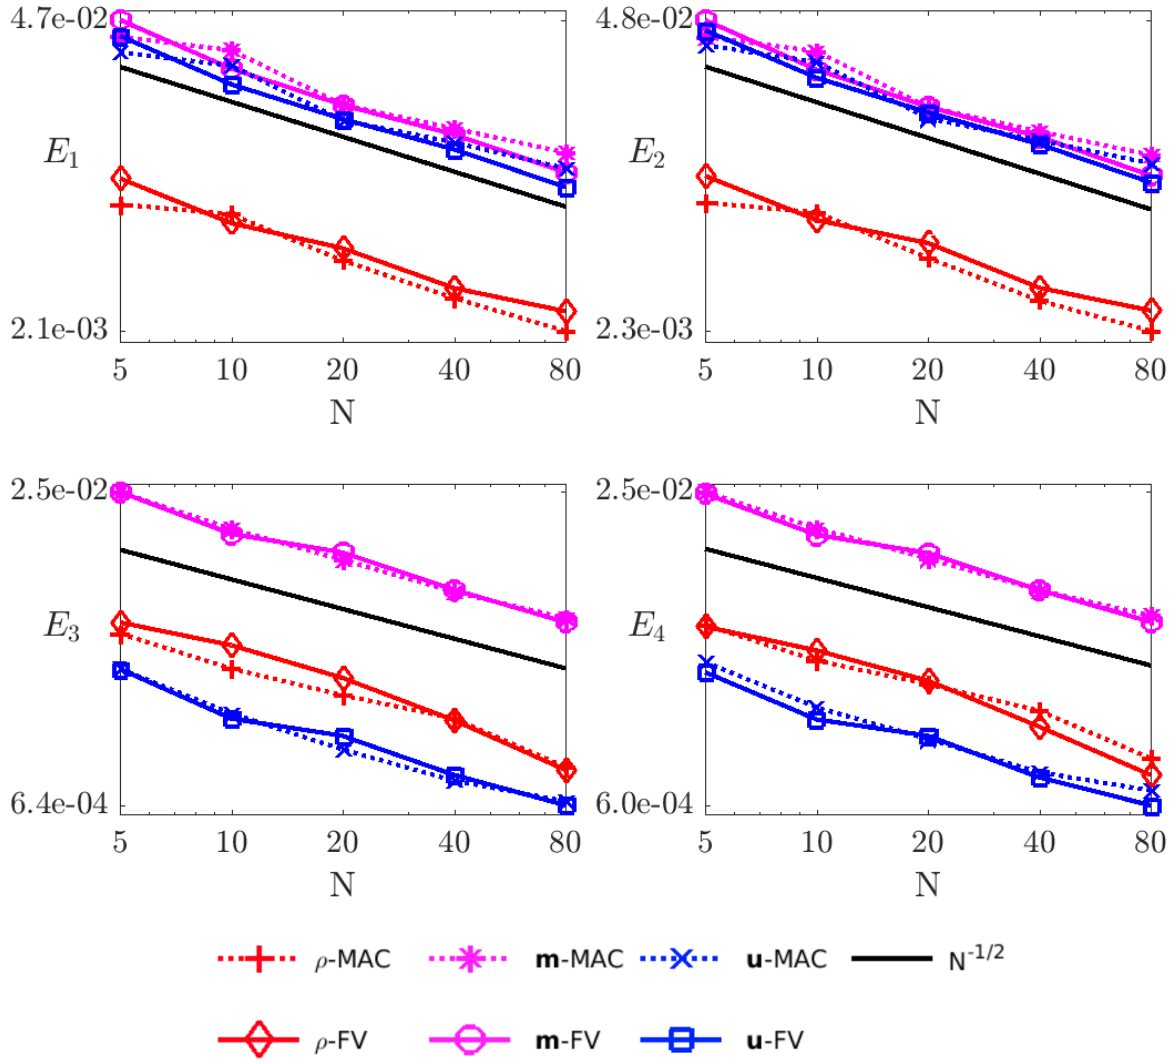 4.7e-02
E₁
2.1e-03
5 10 20 40 80
N
4.8e-02
E₂
2.3e-03
5 10 20 40 80
N
2.5e-02
E₃
6.4e-04
5 10 20 40 80
N
2.5e-02
E₄
6.0e-04
5 10 20 40 80
N
ρ-MAC m-MAC u-MAC N^-1/2
ρ-FV m-FV u-FV